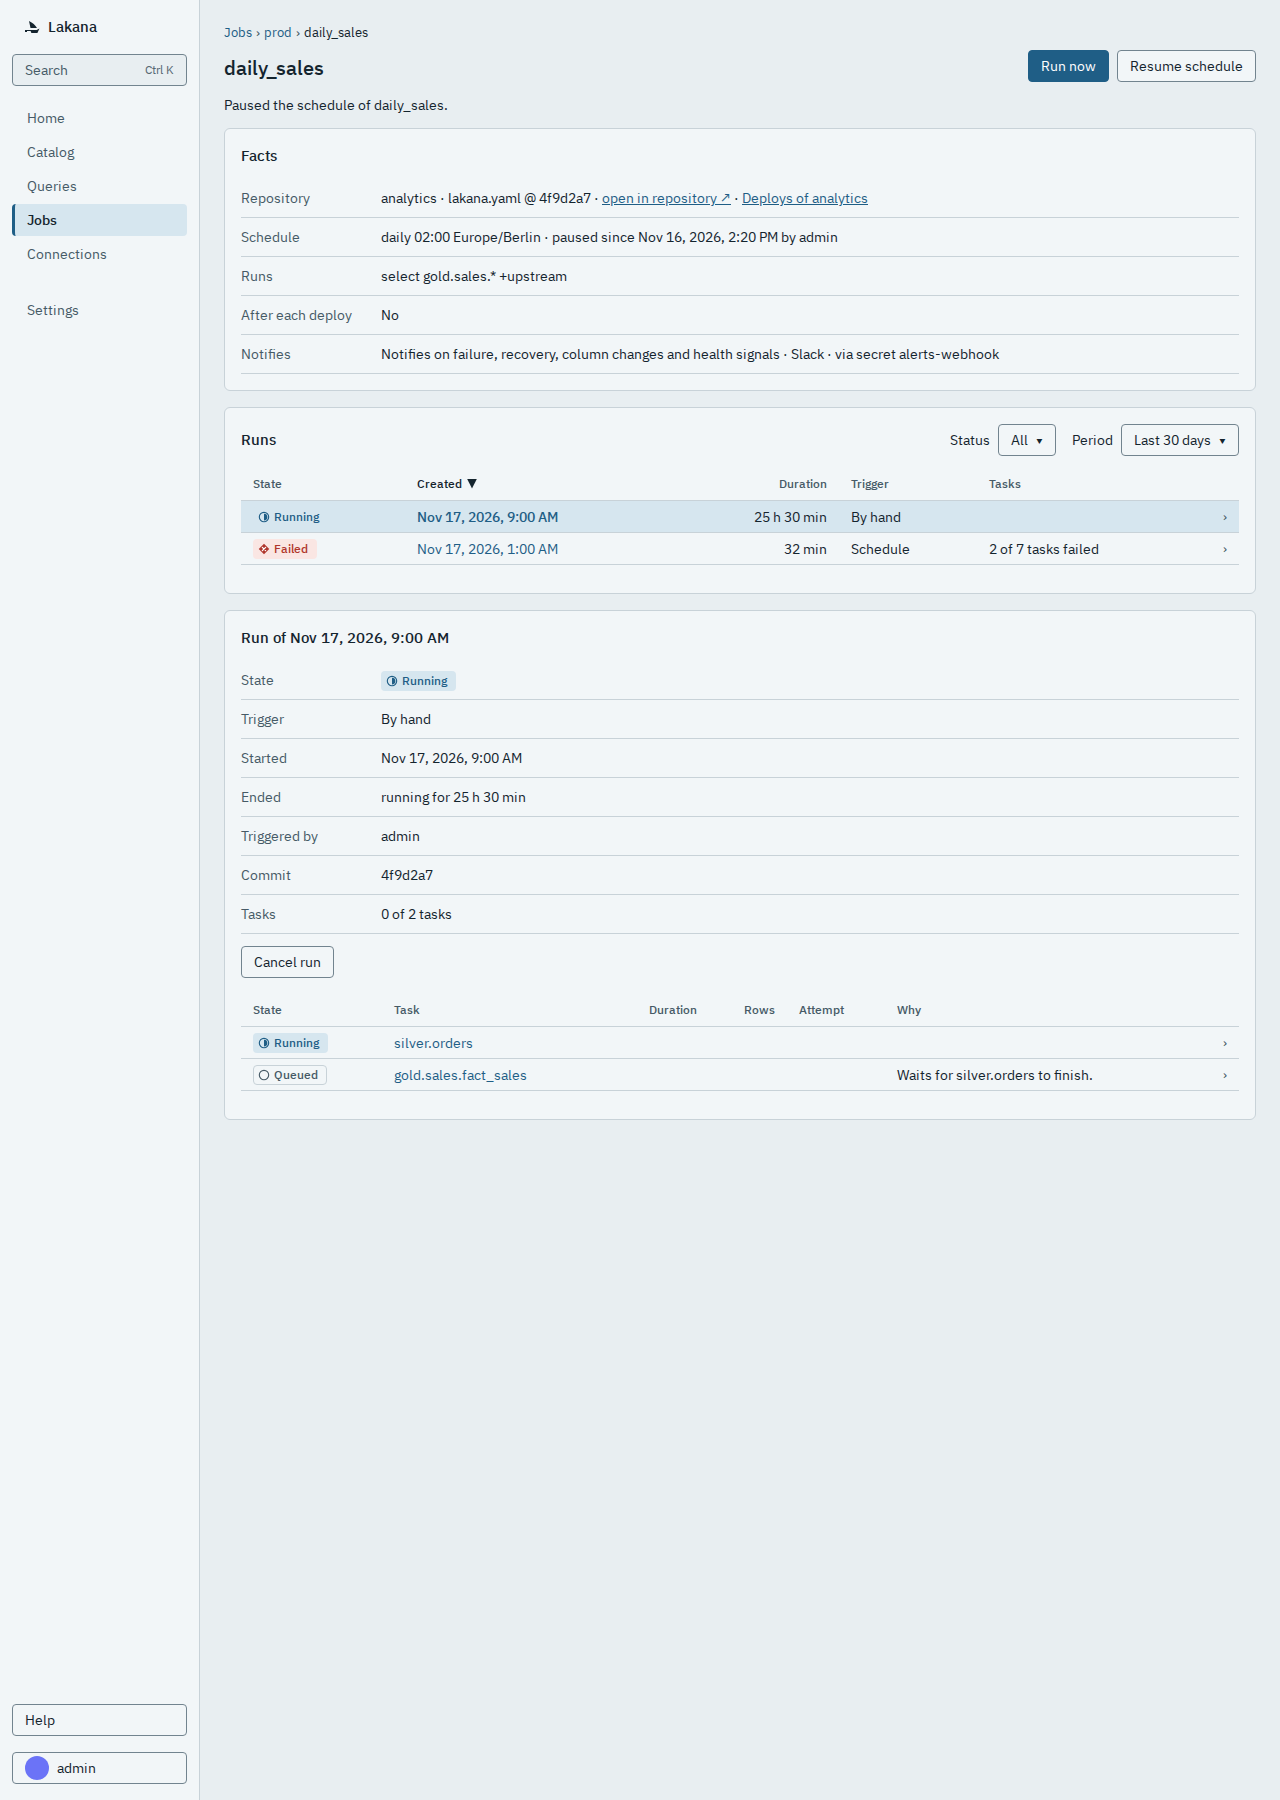 Lakana
Search Ctrl K
Home
Catalog
Queries
Jobs
Connections
Settings
Help
admin
Jobs › prod › daily_sales
daily_sales
Run now
Resume schedule
Paused the schedule of daily_sales.
Facts
Repository analytics · lakana.yaml @ 4f9d2a7 · open in repository ↗ · Deploys of analytics
Schedule daily 02:00 Europe/Berlin · paused since Nov 16, 2026, 2:20 PM by admin
Runs select gold.sales.* +upstream
After each deploy No
Notifies Notifies on failure, recovery, column changes and health signals · Slack · via secret alerts-webhook
Runs Status All ▾ Period Last 30 days ▾
State Created ▼ Duration Trigger Tasks
Running Nov 17, 2026, 9:00 AM 25 h 30 min By hand ›
Failed Nov 17, 2026, 1:00 AM 32 min Schedule 2 of 7 tasks failed ›
Run of Nov 17, 2026, 9:00 AM
State Running
Trigger By hand
Started Nov 17, 2026, 9:00 AM
Ended running for 25 h 30 min
Triggered by admin
Commit 4f9d2a7
Tasks 0 of 2 tasks
Cancel run
State Task Duration Rows Attempt Why
Running silver.orders ›
Queued gold.sales.fact_sales Waits for silver.orders to finish. ›